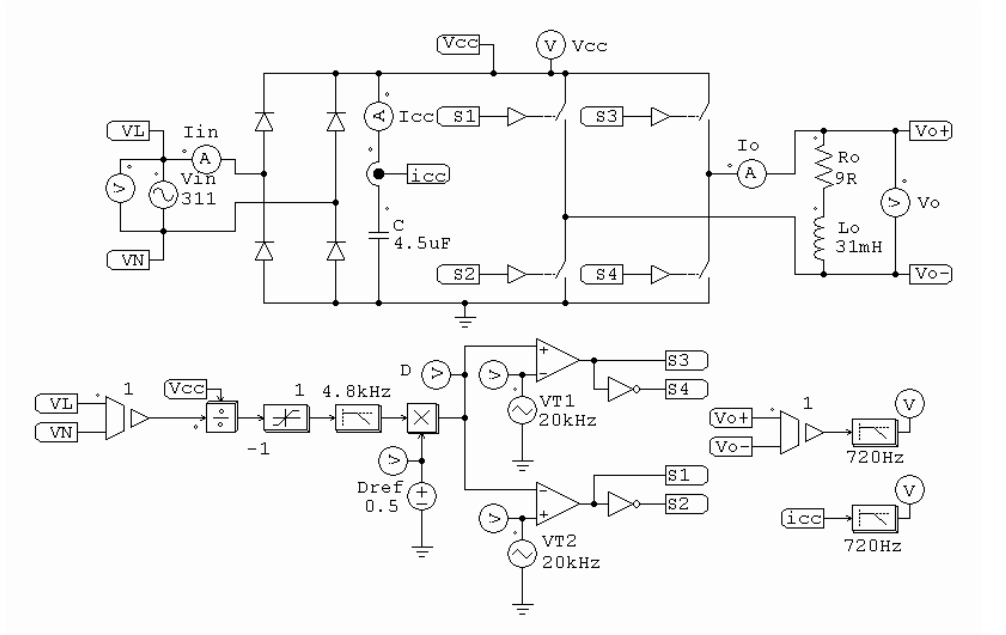 Vcc
V
Vcc
A
Icc
S1
S3
VL
Iin
A
V
Vin
311
icc
Io
A
Ro
9R
Vo+
V
Vo
VN
C
4.5uF
S2
S4
Lo
31mH
Vo-
D
V
V
S3
S4
1
Vcc
1
4.8kHz
VT1
20kHz
VL
VN
÷
-1
×
1
Vo+
Vo-
V
720Hz
V
Dref
0.5
S1
S2
V
V
icc
720Hz
VT2
20kHz